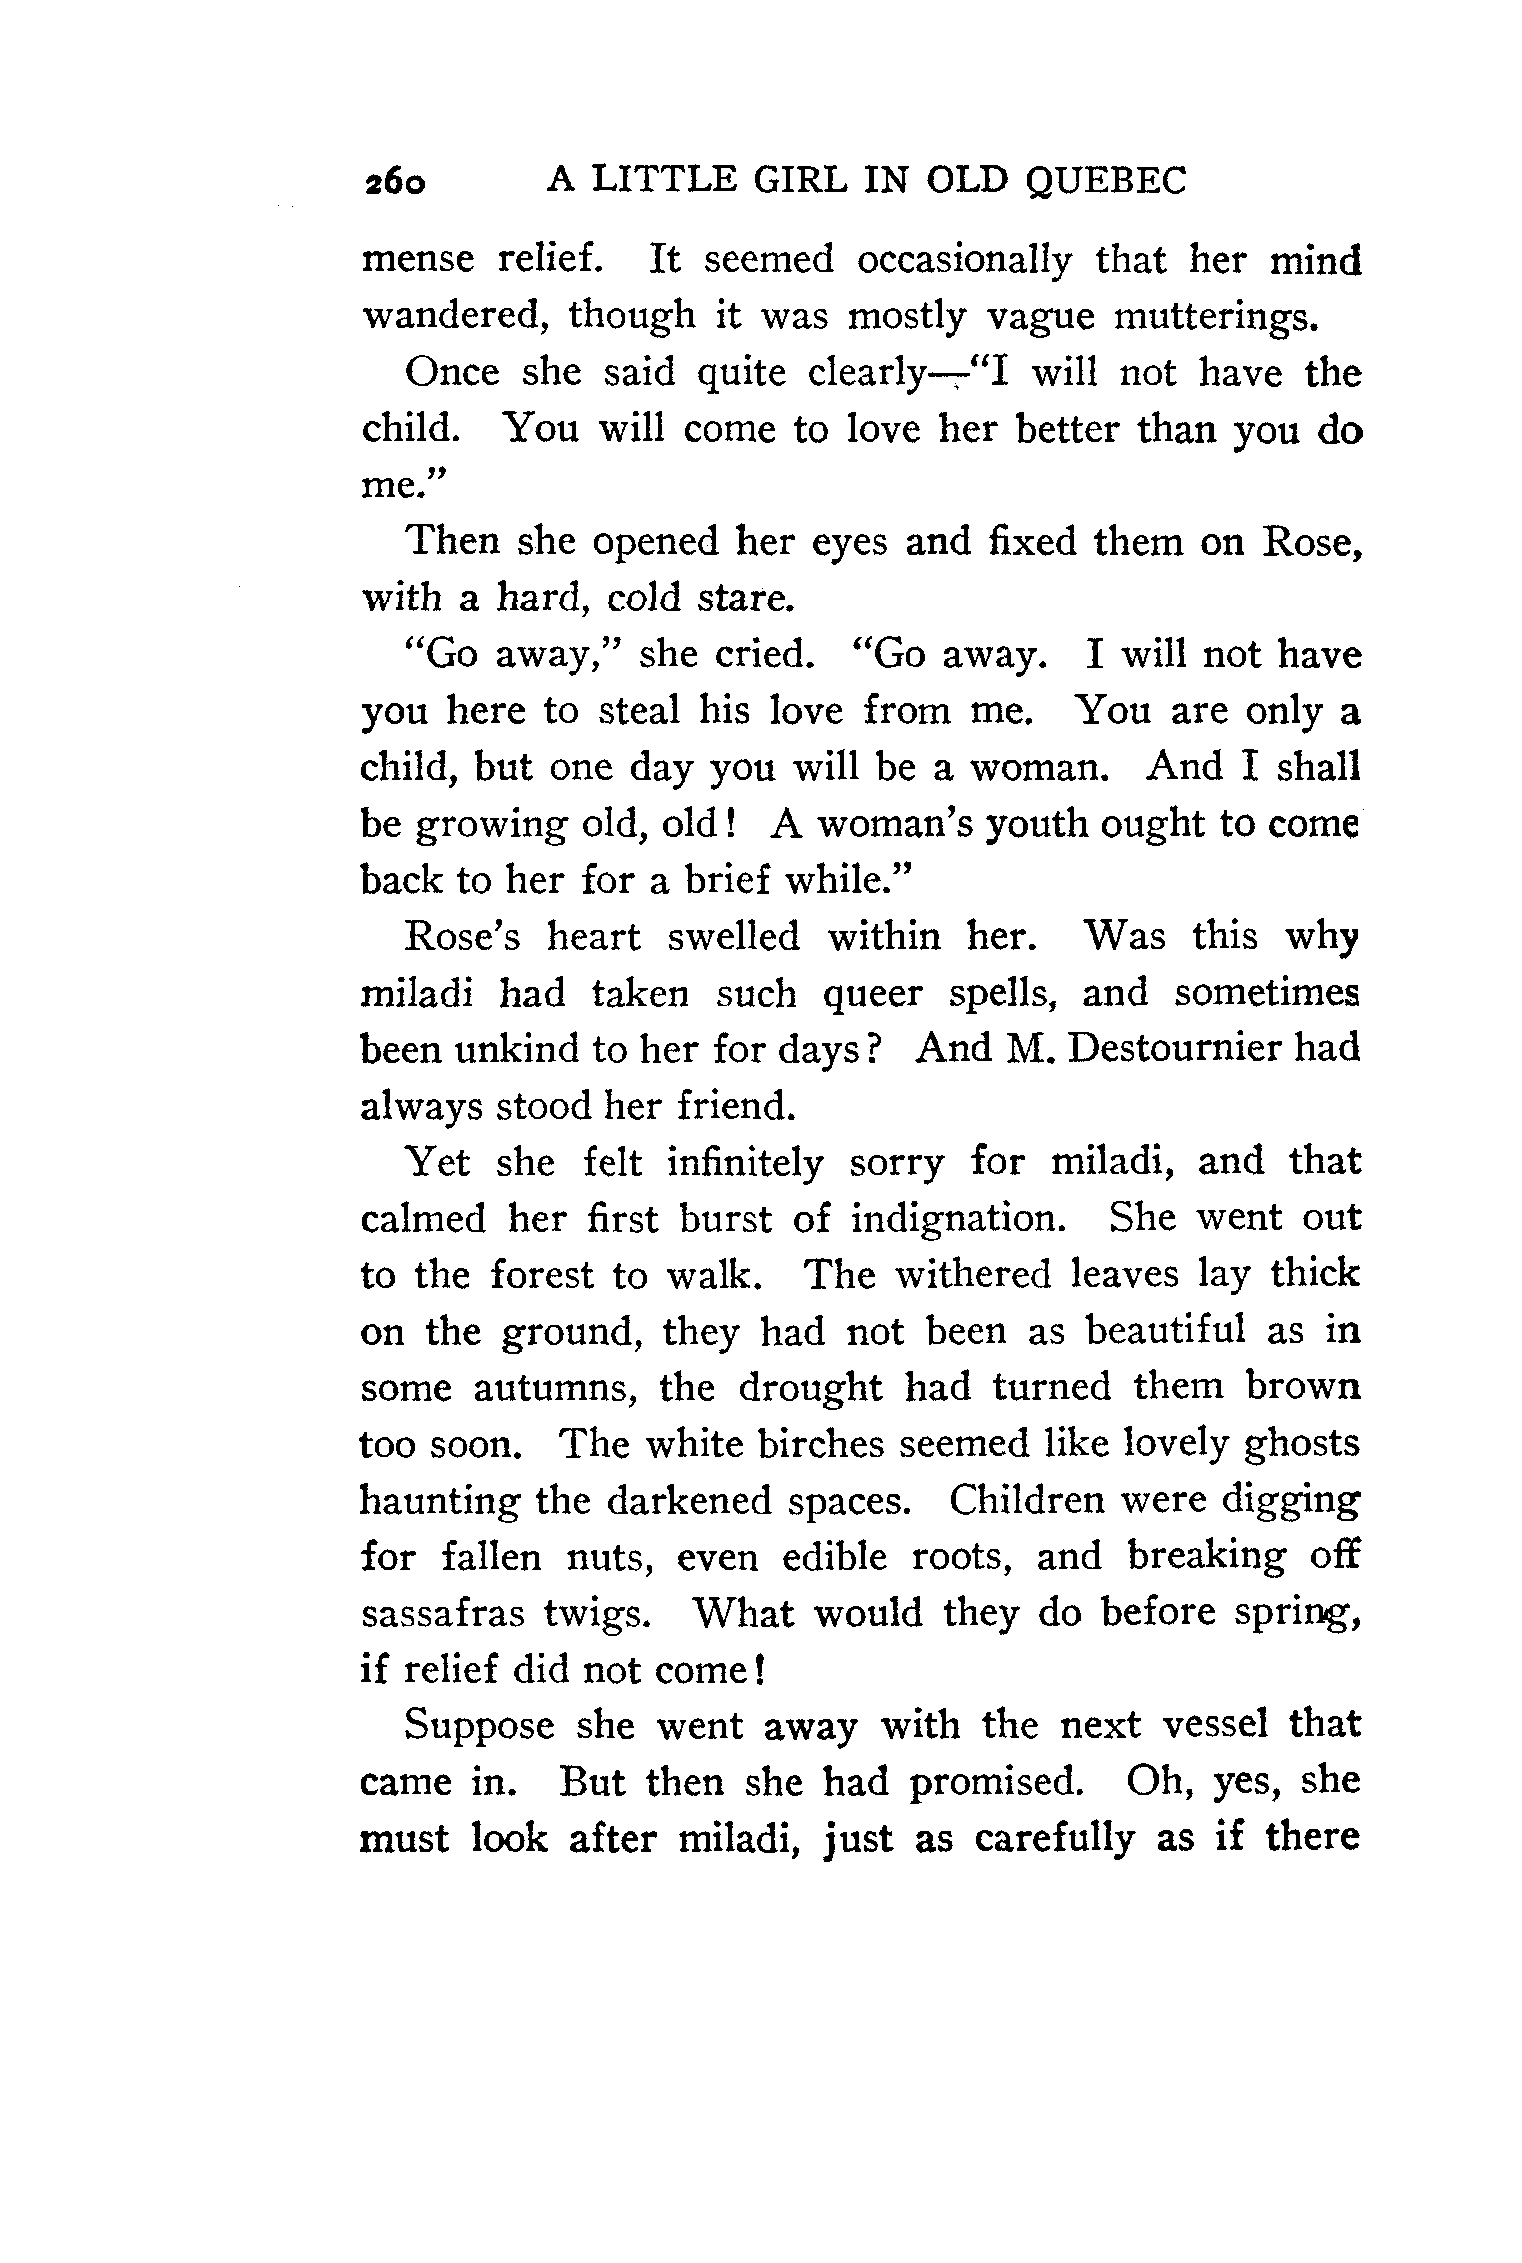 260 A LITTLE GIRL IN OLD QUEBEC
mense relief. It seemed occasionally that her mind
wandered, though it was mostly vague mutterings.
Once she said quite clearly—"I will not have the
child. You will come to love her better than you do
me."
Then she opened her eyes and fixed them on Rose,
with a hard, cold stare.
"Go away," she cried. "Go away. I will not have
you here to steal his love from me. You are only a
child, but one day you will be a woman. And I shall
be growing old, old! A woman's youth ought to come
back to her for a brief while."
Rose's heart swelled within her. Was this why
miladi had taken such queer spells, and sometimes
been unkind to her for days? And M. Destournier had
always stood her friend.
Yet she felt infinitely sorry for miladi, and that
calmed her first burst of indignation. She went out
to the forest to walk. The withered leaves lay thick
on the ground, they had not been as beautiful as in
some autumns, the drought had turned them brown
too soon. The white birches seemed like lovely ghosts
haunting the darkened spaces. Children were digging
for fallen nuts, even edible roots, and breaking off
sassafras twigs. What would they do before spring,
if relief did not come!
Suppose she went away with the next vessel that
came in. But then she had promised. Oh, yes, she
must look after miladi, just as carefully as if there